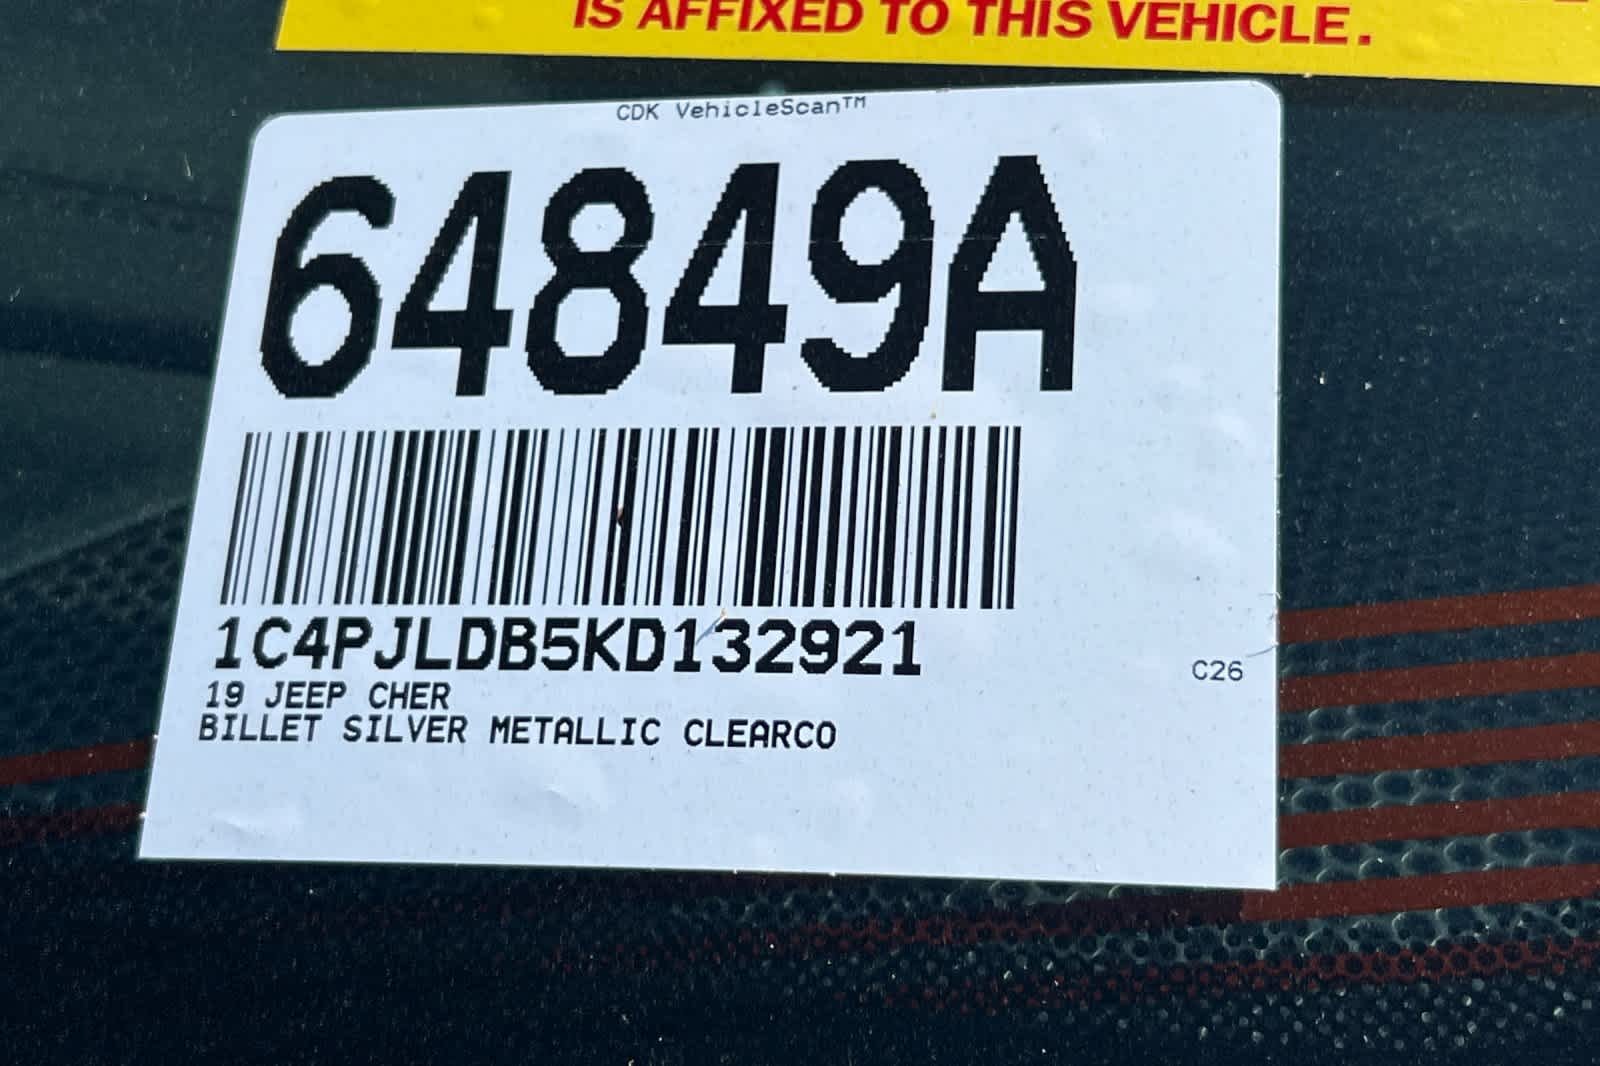 IS AFFIXED TO THIS VEHICLE.
CDK VehicleScan™
64849A
1C4PJLDB5KD132921
19 JEEP CHER
C26
BILLET SILVER METALLIC CLEARCO